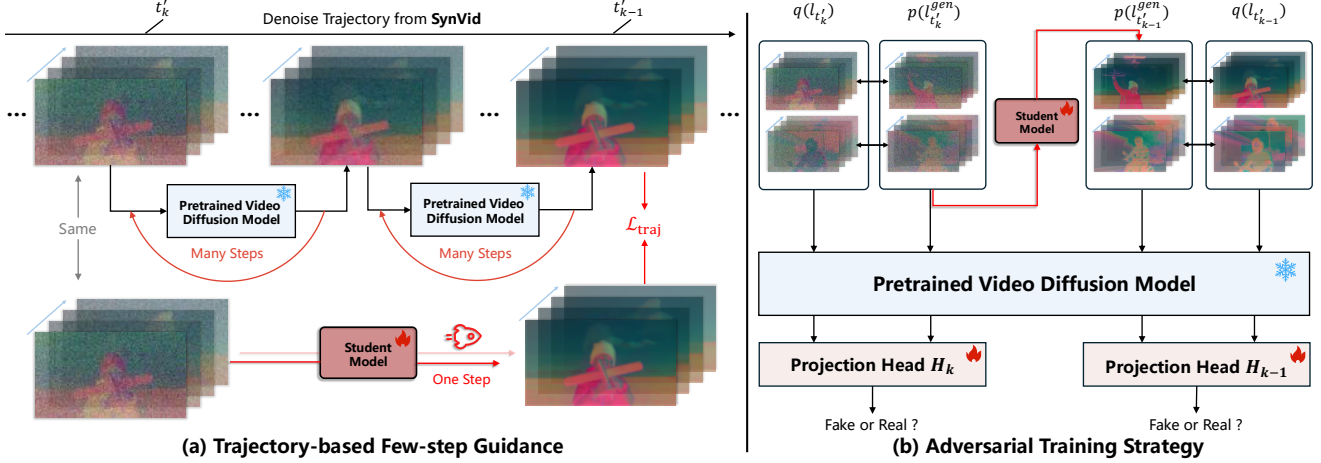 Denoise Trajectory from SynVid
t′_k
t′_{k−1}
...
...
...
...
Pretrained Video
Diffusion Model
Pretrained Video
Diffusion Model
Many Steps
Many Steps
Same
ℒ_traj
Student
Model
One Step
(a) Trajectory-based Few-step Guidance
q(l_{t′_k})
p(l^{gen}_{t′_k})
p(l^{gen}_{t′_{k−1}})
q(l_{t′_{k−1}})
Student
Model
Pretrained Video Diffusion Model
Projection Head H_k
Projection Head H_{k−1}
Fake or Real ?
Fake or Real ?
(b) Adversarial Training Strategy